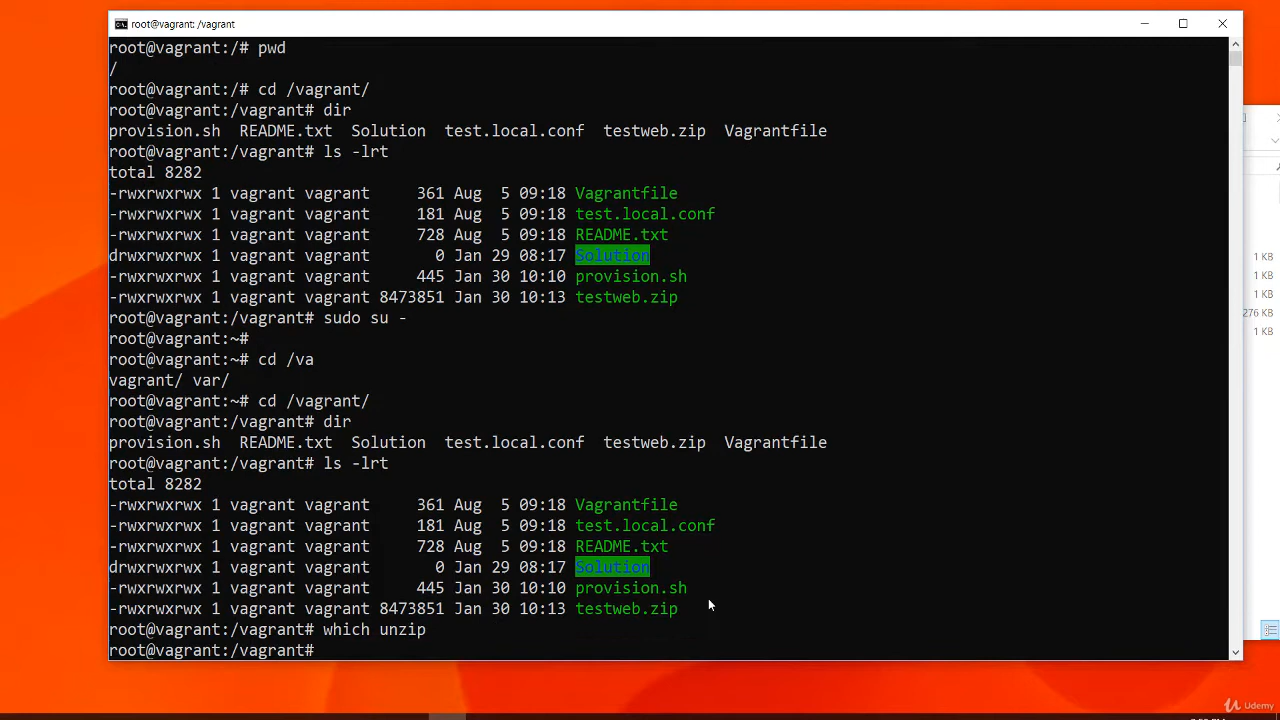 root@vagrant: /vagrant
root@vagrant:/# pwd
/
root@vagrant:/# cd /vagrant/
root@vagrant:/vagrant# dir
provision.sh  README.txt  Solution  test.local.conf  testweb.zip  Vagrantfile
root@vagrant:/vagrant# ls -lrt
total 8282
-rwxrwxrwx 1 vagrant vagrant     361 Aug  5 09:18 Vagrantfile
-rwxrwxrwx 1 vagrant vagrant     181 Aug  5 09:18 test.local.conf
-rwxrwxrwx 1 vagrant vagrant     728 Aug  5 09:18 README.txt
drwxrwxrwx 1 vagrant vagrant       0 Jan 29 08:17 Solution
-rwxrwxrwx 1 vagrant vagrant     445 Jan 30 10:10 provision.sh
-rwxrwxrwx 1 vagrant vagrant 8473851 Jan 30 10:13 testweb.zip
root@vagrant:/vagrant# sudo su -
root@vagrant:~#
root@vagrant:~# cd /va
vagrant/ var/
root@vagrant:~# cd /vagrant/
root@vagrant:/vagrant# dir
provision.sh  README.txt  Solution  test.local.conf  testweb.zip  Vagrantfile
root@vagrant:/vagrant# ls -lrt
total 8282
-rwxrwxrwx 1 vagrant vagrant     361 Aug  5 09:18 Vagrantfile
-rwxrwxrwx 1 vagrant vagrant     181 Aug  5 09:18 test.local.conf
-rwxrwxrwx 1 vagrant vagrant     728 Aug  5 09:18 README.txt
drwxrwxrwx 1 vagrant vagrant       0 Jan 29 08:17 Solution
-rwxrwxrwx 1 vagrant vagrant     445 Jan 30 10:10 provision.sh
-rwxrwxrwx 1 vagrant vagrant 8473851 Jan 30 10:13 testweb.zip
root@vagrant:/vagrant# which unzip
root@vagrant:/vagrant#
1 KB
1 KB
1 KB
276 KB
1 KB
Udemy